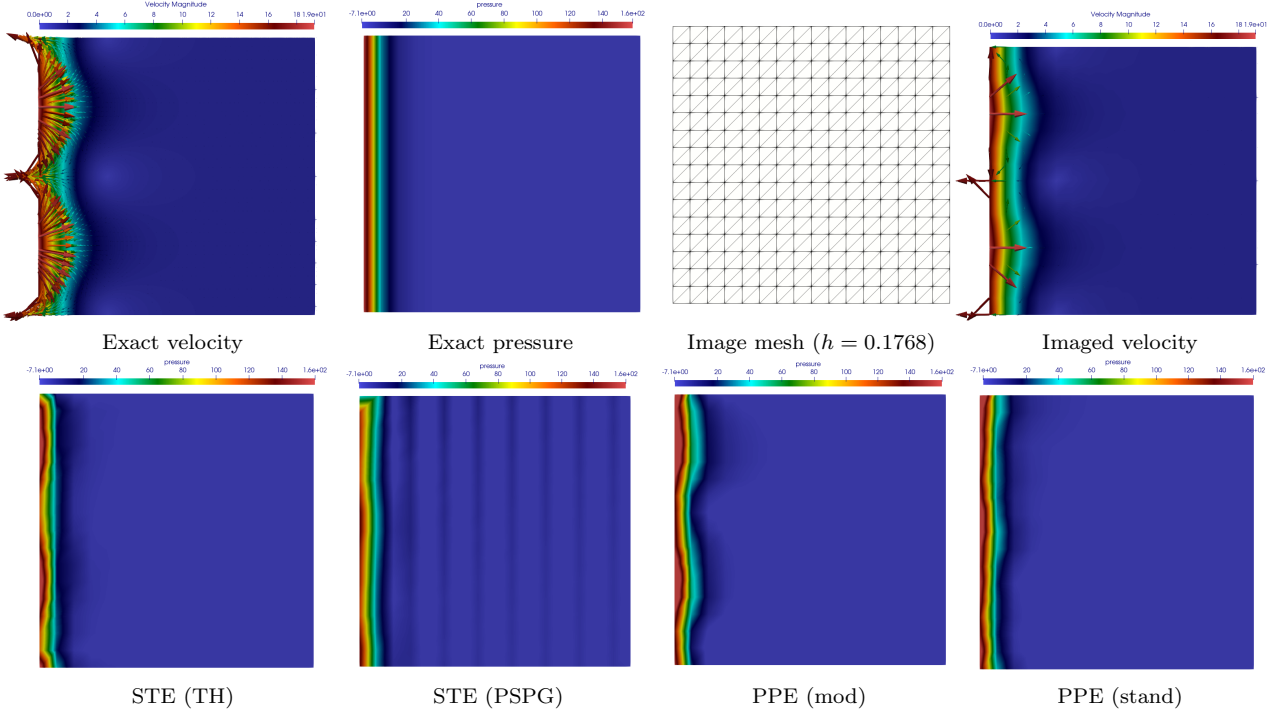 Velocity Magnitude
0.0e+00 2 4 6 8 10 12 14 16 18 1.9e+01
pressure
-7.1e+00 20 40 60 80 100 120 140 1.6e+02
Velocity Magnitude
0.0e+00 2 4 6 8 10 12 14 16 18 1.9e+01
Exact velocity
Exact pressure
Image mesh (h = 0.1768)
Imaged velocity
pressure
-7.1e+00 20 40 60 80 100 120 140 1.6e+02
pressure
-7.1e+00 20 40 60 80 100 120 140 1.6e+02
pressure
-7.1e+00 20 40 60 80 100 120 140 1.6e+02
pressure
-7.1e+00 20 40 60 80 100 120 140 1.6e+02
STE (TH)
STE (PSPG)
PPE (mod)
PPE (stand)